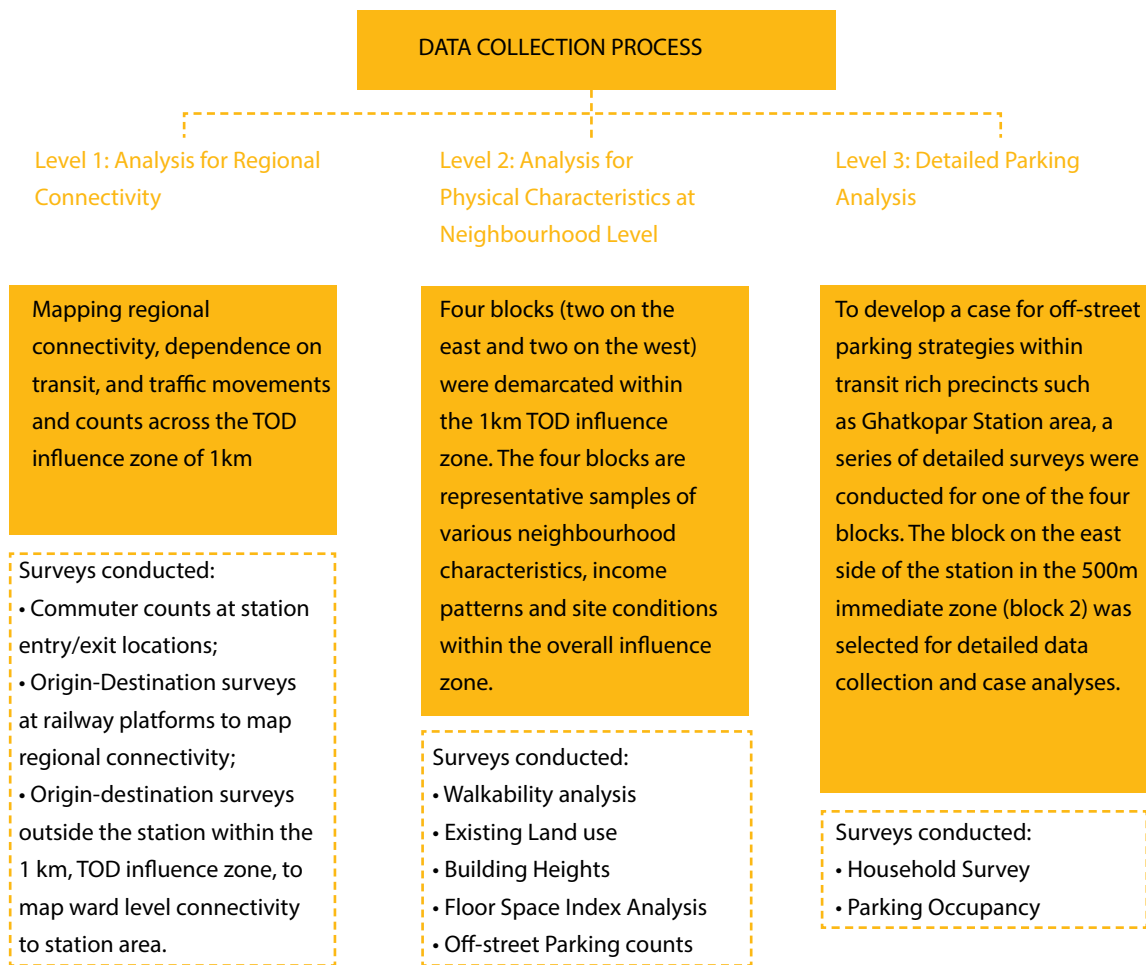 DATA COLLECTION PROCESS
Level 1: Analysis for Regional
Connectivity
Mapping regional
connectivity, dependence on
transit, and traffic movements
and counts across the TOD
influence zone of 1km
Surveys conducted:
• Commuter counts at station
entry/exit locations;
• Origin-Destination surveys
at railway platforms to map
regional connectivity;
• Origin-destination surveys
outside the station within the
1 km, TOD influence zone, to
map ward level connectivity
to station area.
Level 2: Analysis for
Physical Characteristics at
Neighbourhood Level
Four blocks (two on the
east and two on the west)
were demarcated within
the 1km TOD influence
zone. The four blocks are
representative samples of
various neighbourhood
characteristics, income
patterns and site conditions
within the overall influence
zone.
Surveys conducted:
• Walkability analysis
• Existing Land use
• Building Heights
• Floor Space Index Analysis
• Off-street Parking counts
Level 3: Detailed Parking
Analysis
To develop a case for off-street
parking strategies within
transit rich precincts such
as Ghatkopar Station area, a
series of detailed surveys were
conducted for one of the four
blocks. The block on the east
side of the station in the 500m
immediate zone (block 2) was
selected for detailed data
collection and case analyses.
Surveys conducted:
• Household Survey
• Parking Occupancy